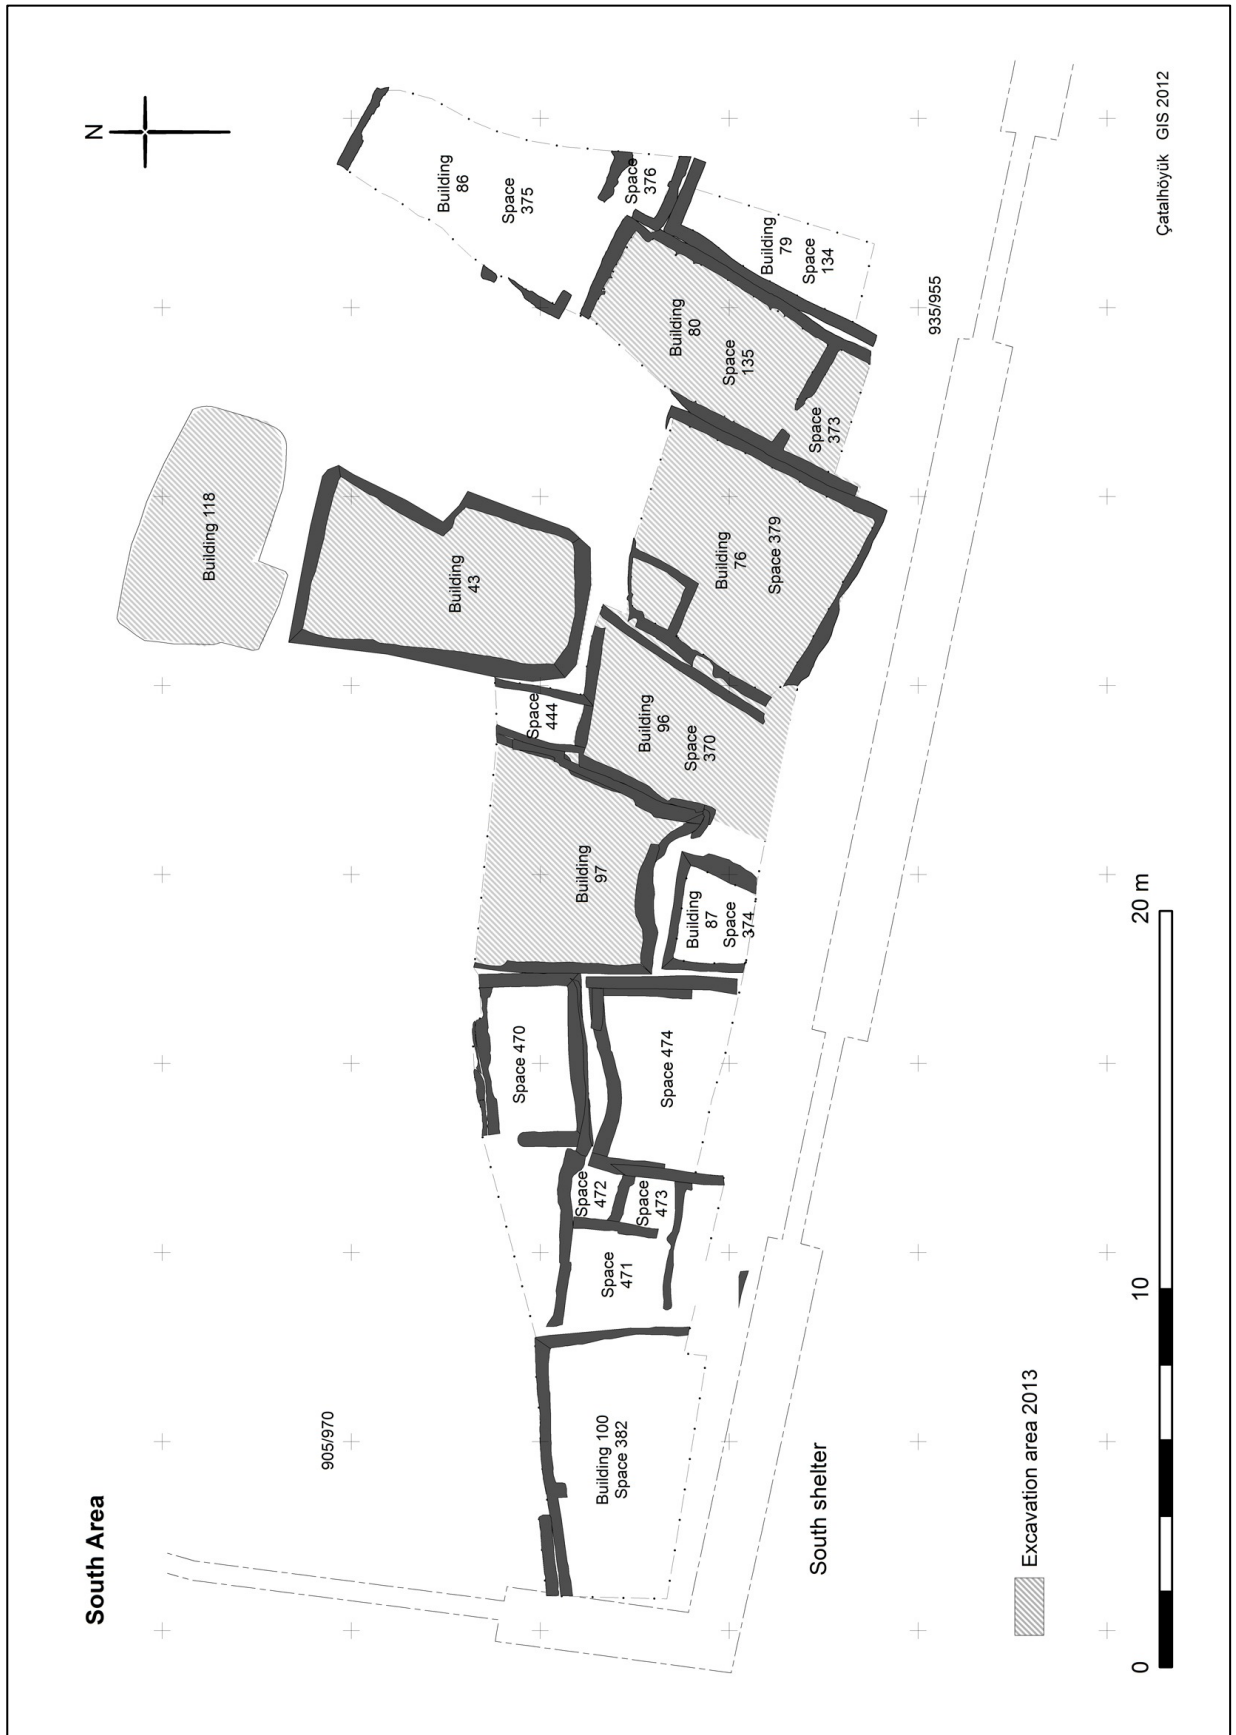 South Area
N
Building
86
Space
375
Space
376
Building
79
Space
134
Building
80
Space
135
Space
373
Building 118
Building
43
Building
76
Space 379
Space
444
Building
96
Space
370
Building
97
Building
87
Space
374
Space 470
Space 474
Space
472
Space
473
Space
471
Building 100
Space 382
905/970
935/955
South shelter
Excavation area 2013
0
10
20 m
Çatalhöyük GIS 2012